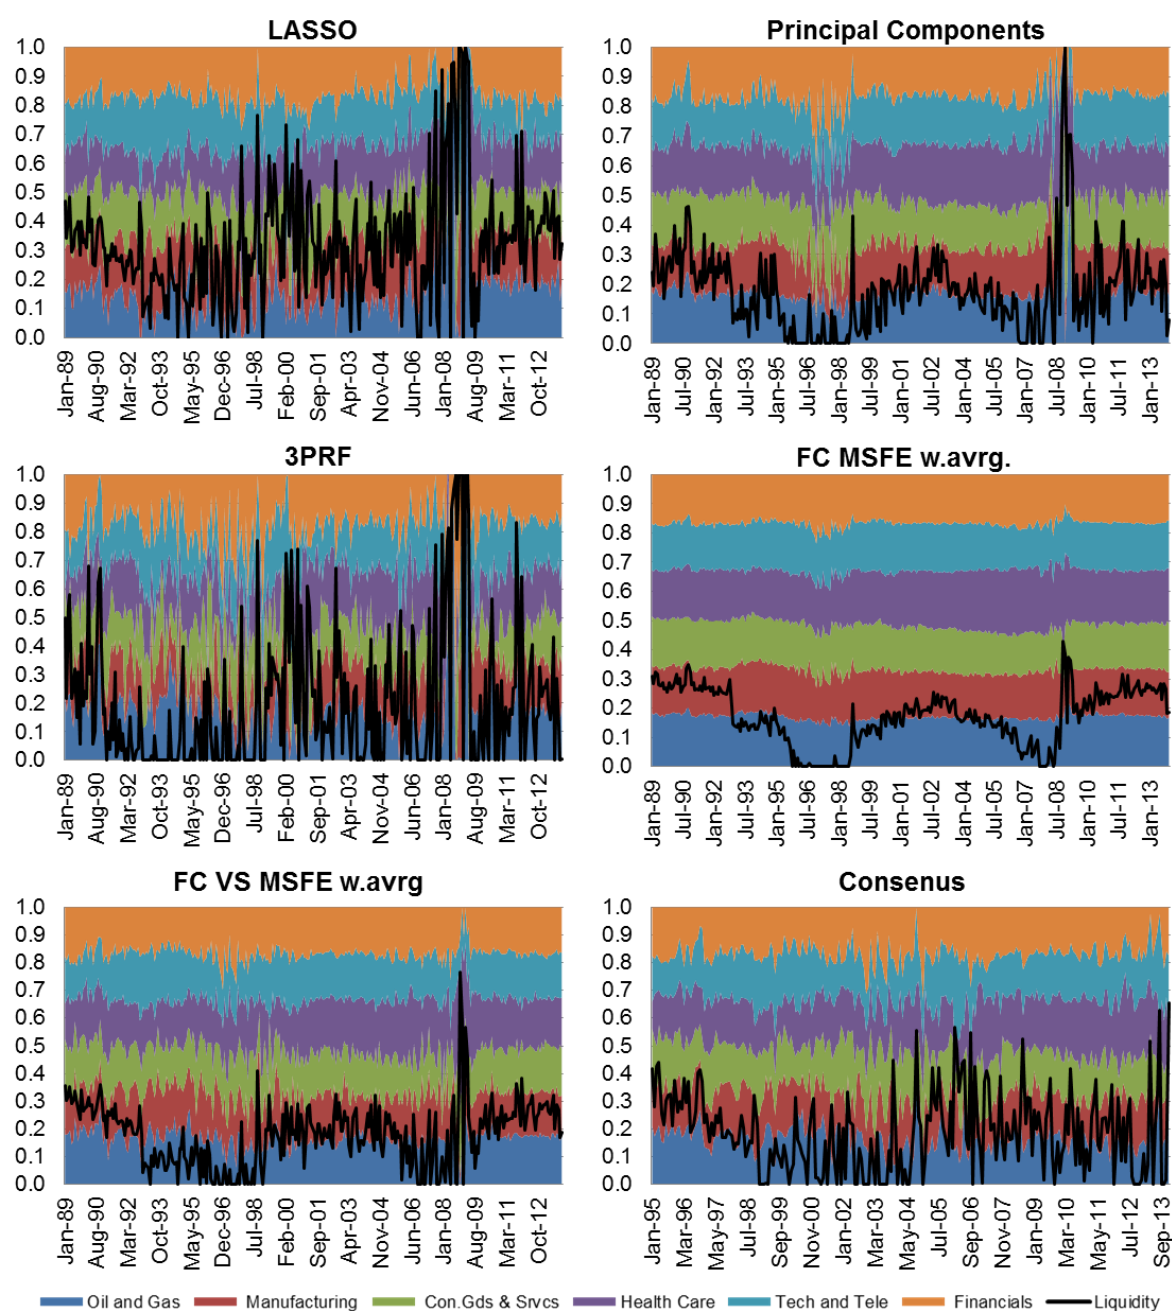 LASSO
1.0
0.9
0.8
0.7
0.6
0.5
0.4
0.3
0.2
0.1
0.0
Jan-89
Aug-90
Mar-92
Oct-93
May-95
Dec-96
Jul-98
Feb-00
Sep-01
Apr-03
Nov-04
Jun-06
Jan-08
Aug-09
Mar-11
Oct-12
Principal Components
1.0
0.9
0.8
0.7
0.6
0.5
0.4
0.3
0.2
0.1
0.0
Jan-89
Jul-90
Jan-92
Jul-93
Jan-95
Jul-96
Jan-98
Jul-99
Jan-01
Jul-02
Jan-04
Jul-05
Jan-07
Jul-08
Jan-10
Jul-11
Jan-13
3PRF
1.0
0.9
0.8
0.7
0.6
0.5
0.4
0.3
0.2
0.1
0.0
Jan-89
Aug-90
Mar-92
Oct-93
May-95
Dec-96
Jul-98
Feb-00
Sep-01
Apr-03
Nov-04
Jun-06
Jan-08
Aug-09
Mar-11
Oct-12
FC MSFE w.avrg.
1.0
0.9
0.8
0.7
0.6
0.5
0.4
0.3
0.2
0.1
0.0
Jan-89
Jul-90
Jan-92
Jul-93
Jan-95
Jul-96
Jan-98
Jul-99
Jan-01
Jul-02
Jan-04
Jul-05
Jan-07
Jul-08
Jan-10
Jul-11
Jan-13
FC VS MSFE w.avrg
1.0
0.9
0.8
0.7
0.6
0.5
0.4
0.3
0.2
0.1
0.0
Jan-89
Aug-90
Mar-92
Oct-93
May-95
Dec-96
Jul-98
Feb-00
Sep-01
Apr-03
Nov-04
Jun-06
Jan-08
Aug-09
Mar-11
Oct-12
Consenus
1.0
0.9
0.8
0.7
0.6
0.5
0.4
0.3
0.2
0.1
0.0
Jan-95
Mar-96
May-97
Jul-98
Sep-99
Nov-00
Jan-02
Mar-03
May-04
Jul-05
Sep-06
Nov-07
Jan-09
Mar-10
May-11
Jul-12
Sep-13
Oil and Gas Manufacturing Con.Gds & Srvcs Health Care Tech and Tele Financials Liquidity